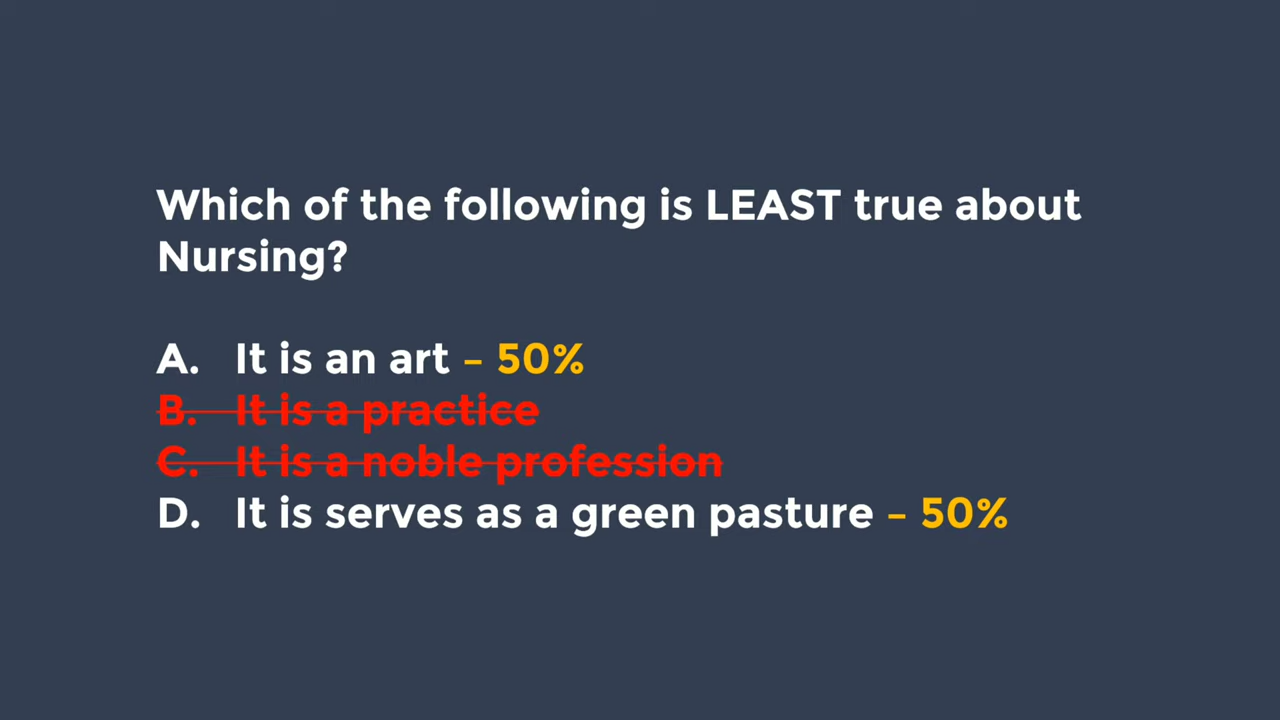 Which of the following is LEAST true about
Nursing?
A. It is an art – 50%
B. It is a practice
C. It is a noble profession
D. It is serves as a green pasture – 50%